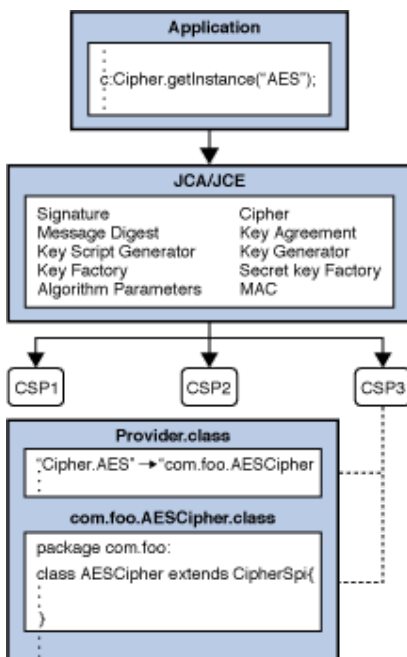 Application
c:Cipher.getInstance("AES");
JCA/JCE
Signature Cipher
Message Digest Key Agreement
Key Script Generator Key Generator
Key Factory Secret key Factory
Algorithm Parameters MAC
CSP1 CSP2 CSP3
Provider.class
"Cipher.AES" → "com.foo.AESCipher
com.foo.AESCipher.class
package com.foo:
class AESCipher extends CipherSpi{
}